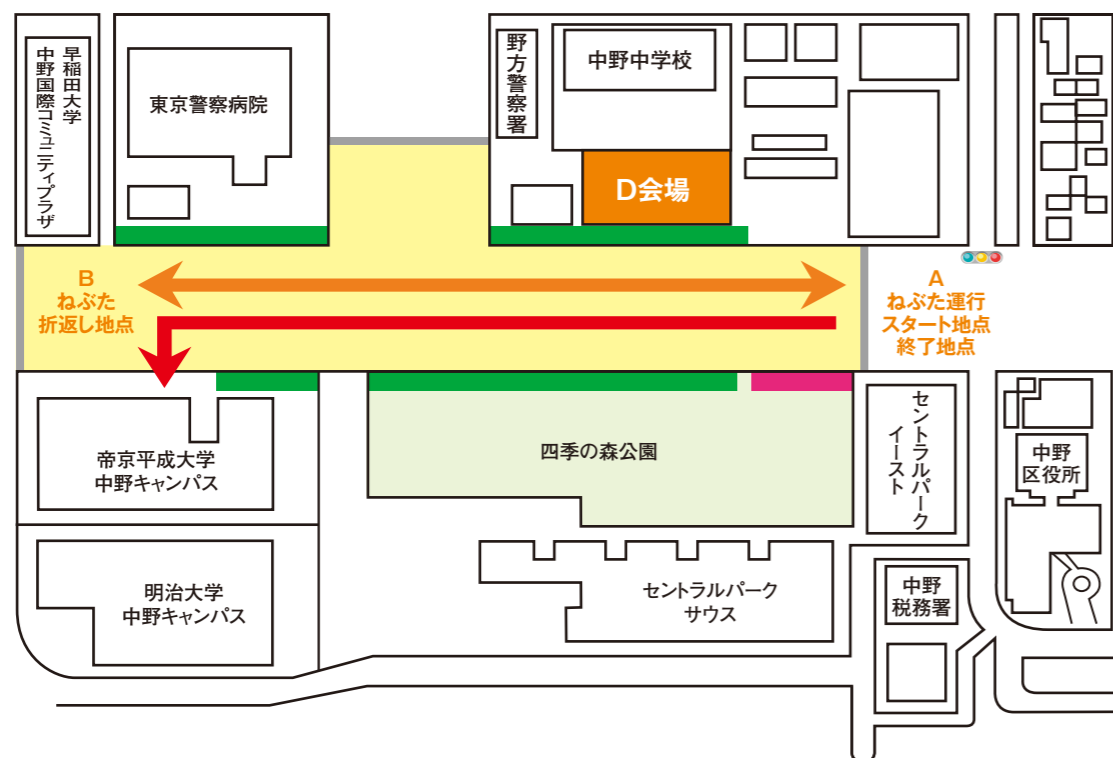 早稲田大学
中野国際コミュニティプラザ
東京警察病院
野方警察署
中野中学校
D会場
B
ねぶた
折返し地点
A
ねぶた運行
スタート地点
終了地点
帝京平成大学
中野キャンパス
四季の森公園
セントラルパーク
イースト
中野
区役所
明治大学
中野キャンパス
セントラルパーク
サウス
中野
税務署